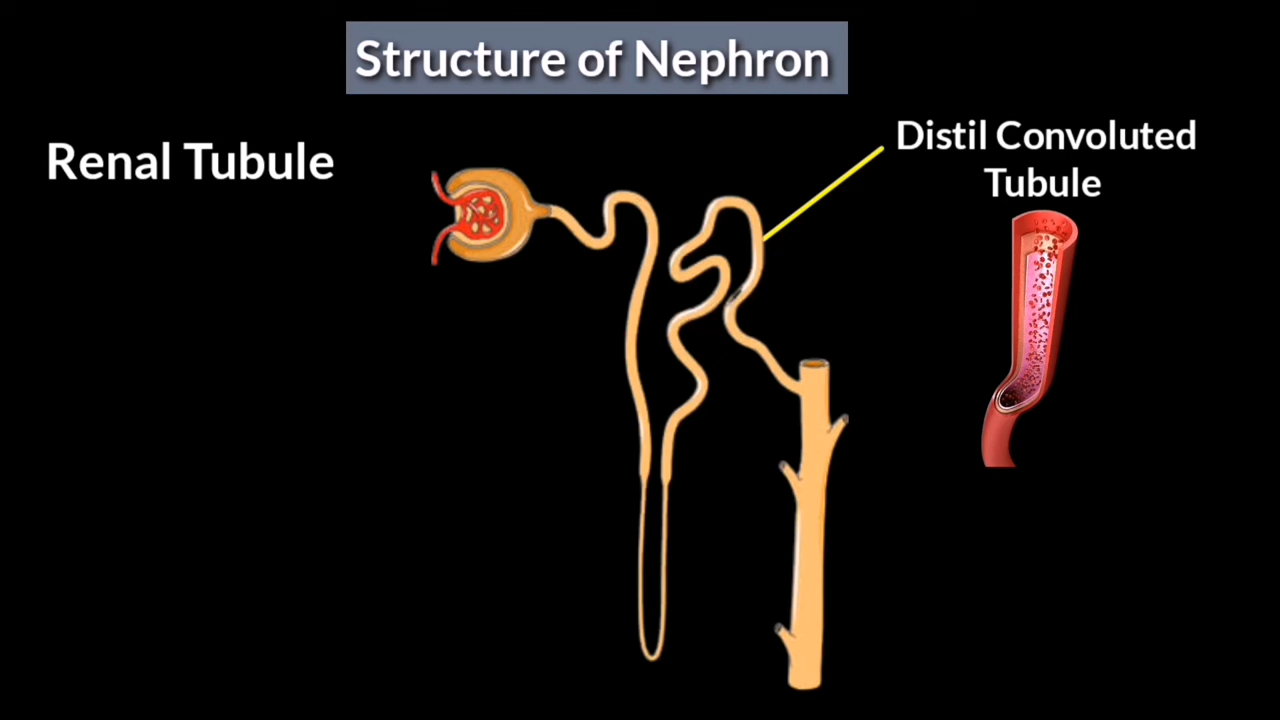 Structure of Nephron
Renal Tubule
Distil Convoluted
Tubule